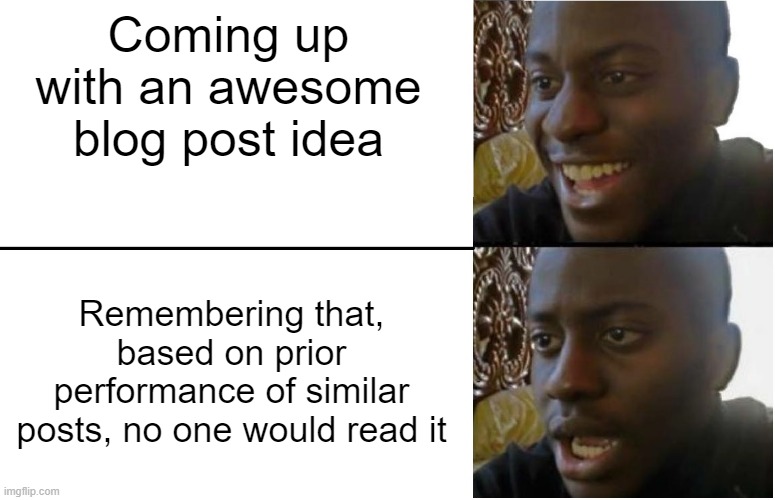 Coming up
with an awesome
blog post idea
Remembering that,
based on prior
performance of similar
posts, no one would read it
imgflip.com